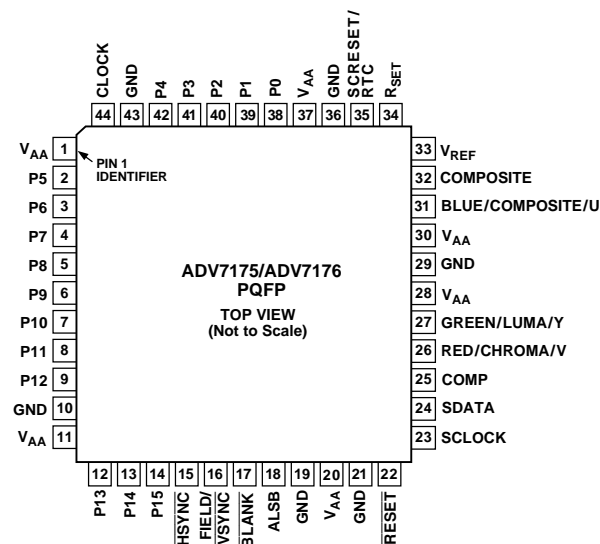 CLOCK
GND
P4
P3
P2
P1
P0
VAA
GND
SCRESET/
RTC
RSET
44 43 42 41 40 39 38 37 36 35 34
VAA 1
P5 2
P6 3
P7 4
P8 5
P9 6
P10 7
P11 8
P12 9
GND 10
VAA 11
PIN 1
IDENTIFIER
ADV7175/ADV7176
PQFP
TOP VIEW
(Not to Scale)
33 VREF
32 COMPOSITE
31 BLUE/COMPOSITE/U
30 VAA
29 GND
28 VAA
27 GREEN/LUMA/Y
26 RED/CHROMA/V
25 COMP
24 SDATA
23 SCLOCK
12 13 14 15 16 17 18 19 20 21 22
P13
P14
P15
HSYNC
FIELD/
VSYNC
BLANK
ALSB
GND
VAA
GND
RESET